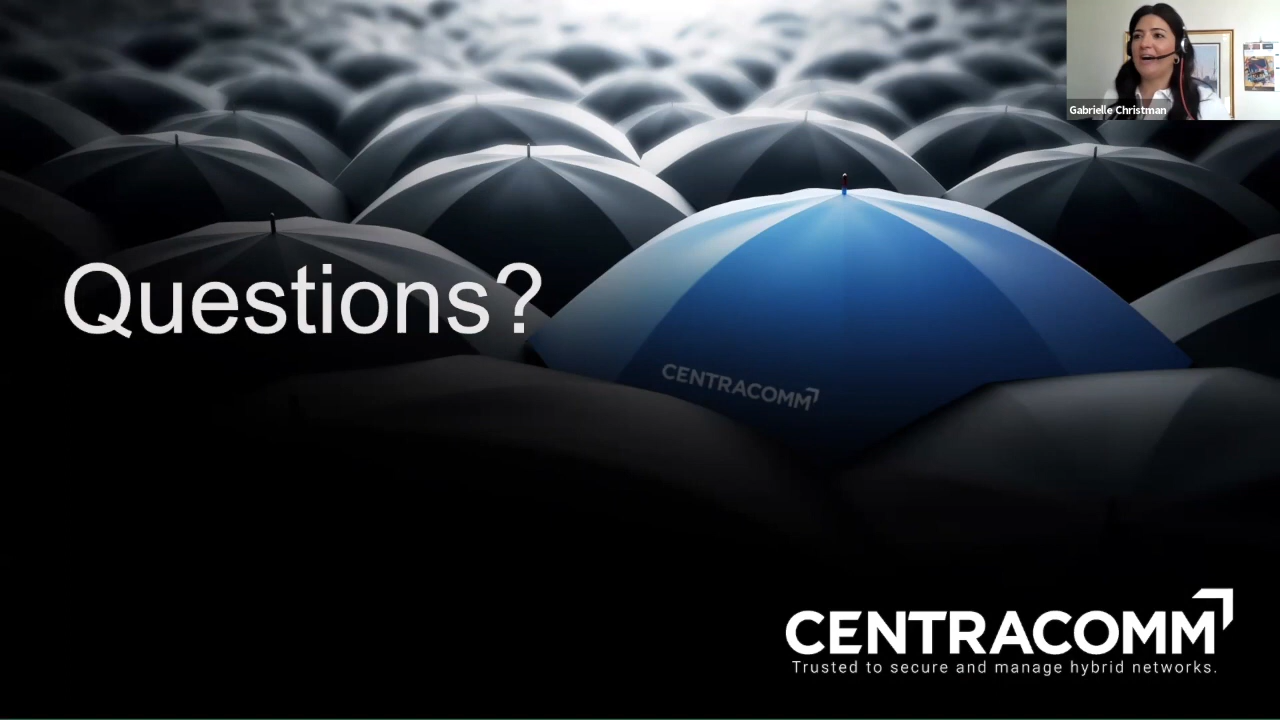 Gabrielle Christman
Questions?
CENTRACOMM
CENTRACOMM
Trusted to secure and manage hybrid networks.